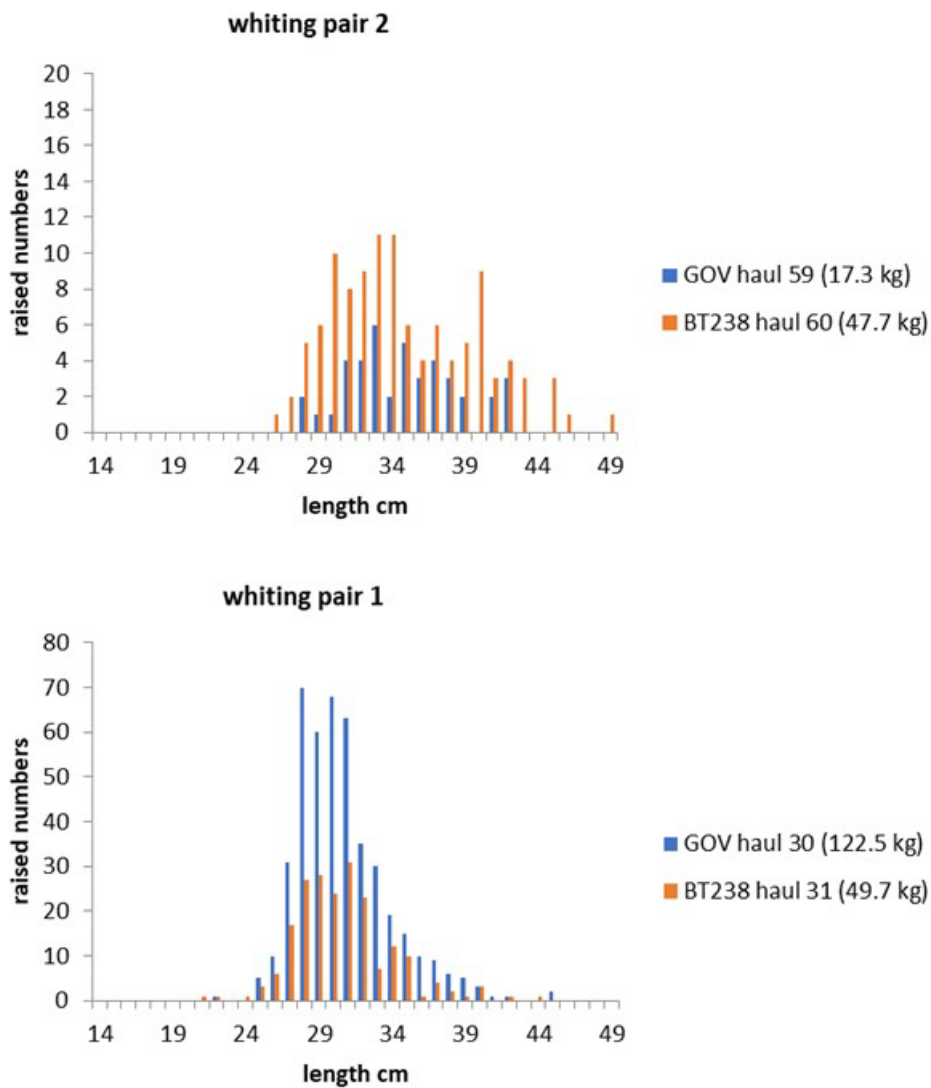 whiting pair 2
20
18
16
14
12
10
8
6
4
2
0
raised numbers
14 19 24 29 34 39 44 49
length cm
GOV haul 59 (17.3 kg)
BT238 haul 60 (47.7 kg)
whiting pair 1
80
70
60
50
40
30
20
10
0
raised numbers
14 19 24 29 34 39 44 49
length cm
GOV haul 30 (122.5 kg)
BT238 haul 31 (49.7 kg)